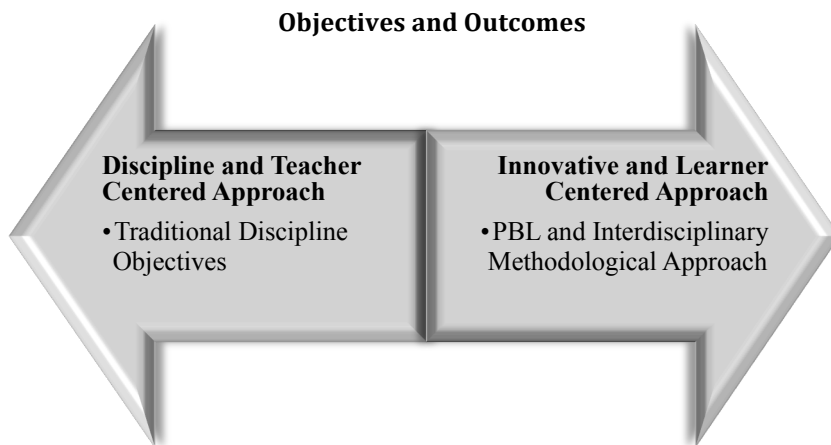 Objectives and Outcomes
Discipline and Teacher
Centered Approach
•Traditional Discipline
Objectives
Innovative and Learner
Centered Approach
•PBL and Interdisciplinary
Methodological Approach